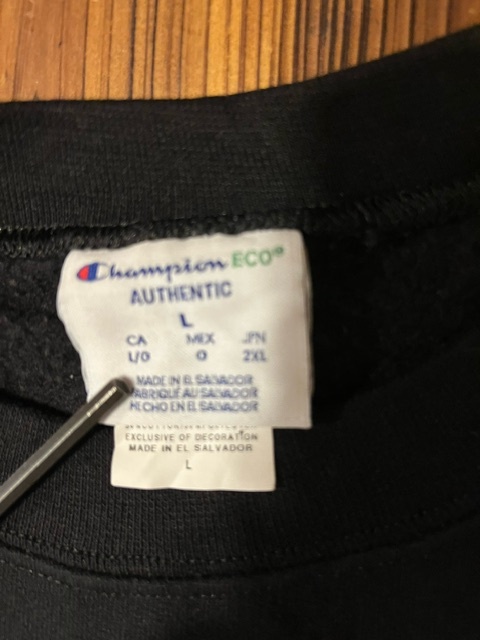 Champion ECO®
AUTHENTIC
L
CA MEX JPN
L/G G 2XL
MADE IN EL SALVADOR
FABRIQUÉ AU SALVADOR
HECHO EN EL SALVADOR
EXCLUSIVE OF DECORATION
MADE IN EL SALVADOR
L